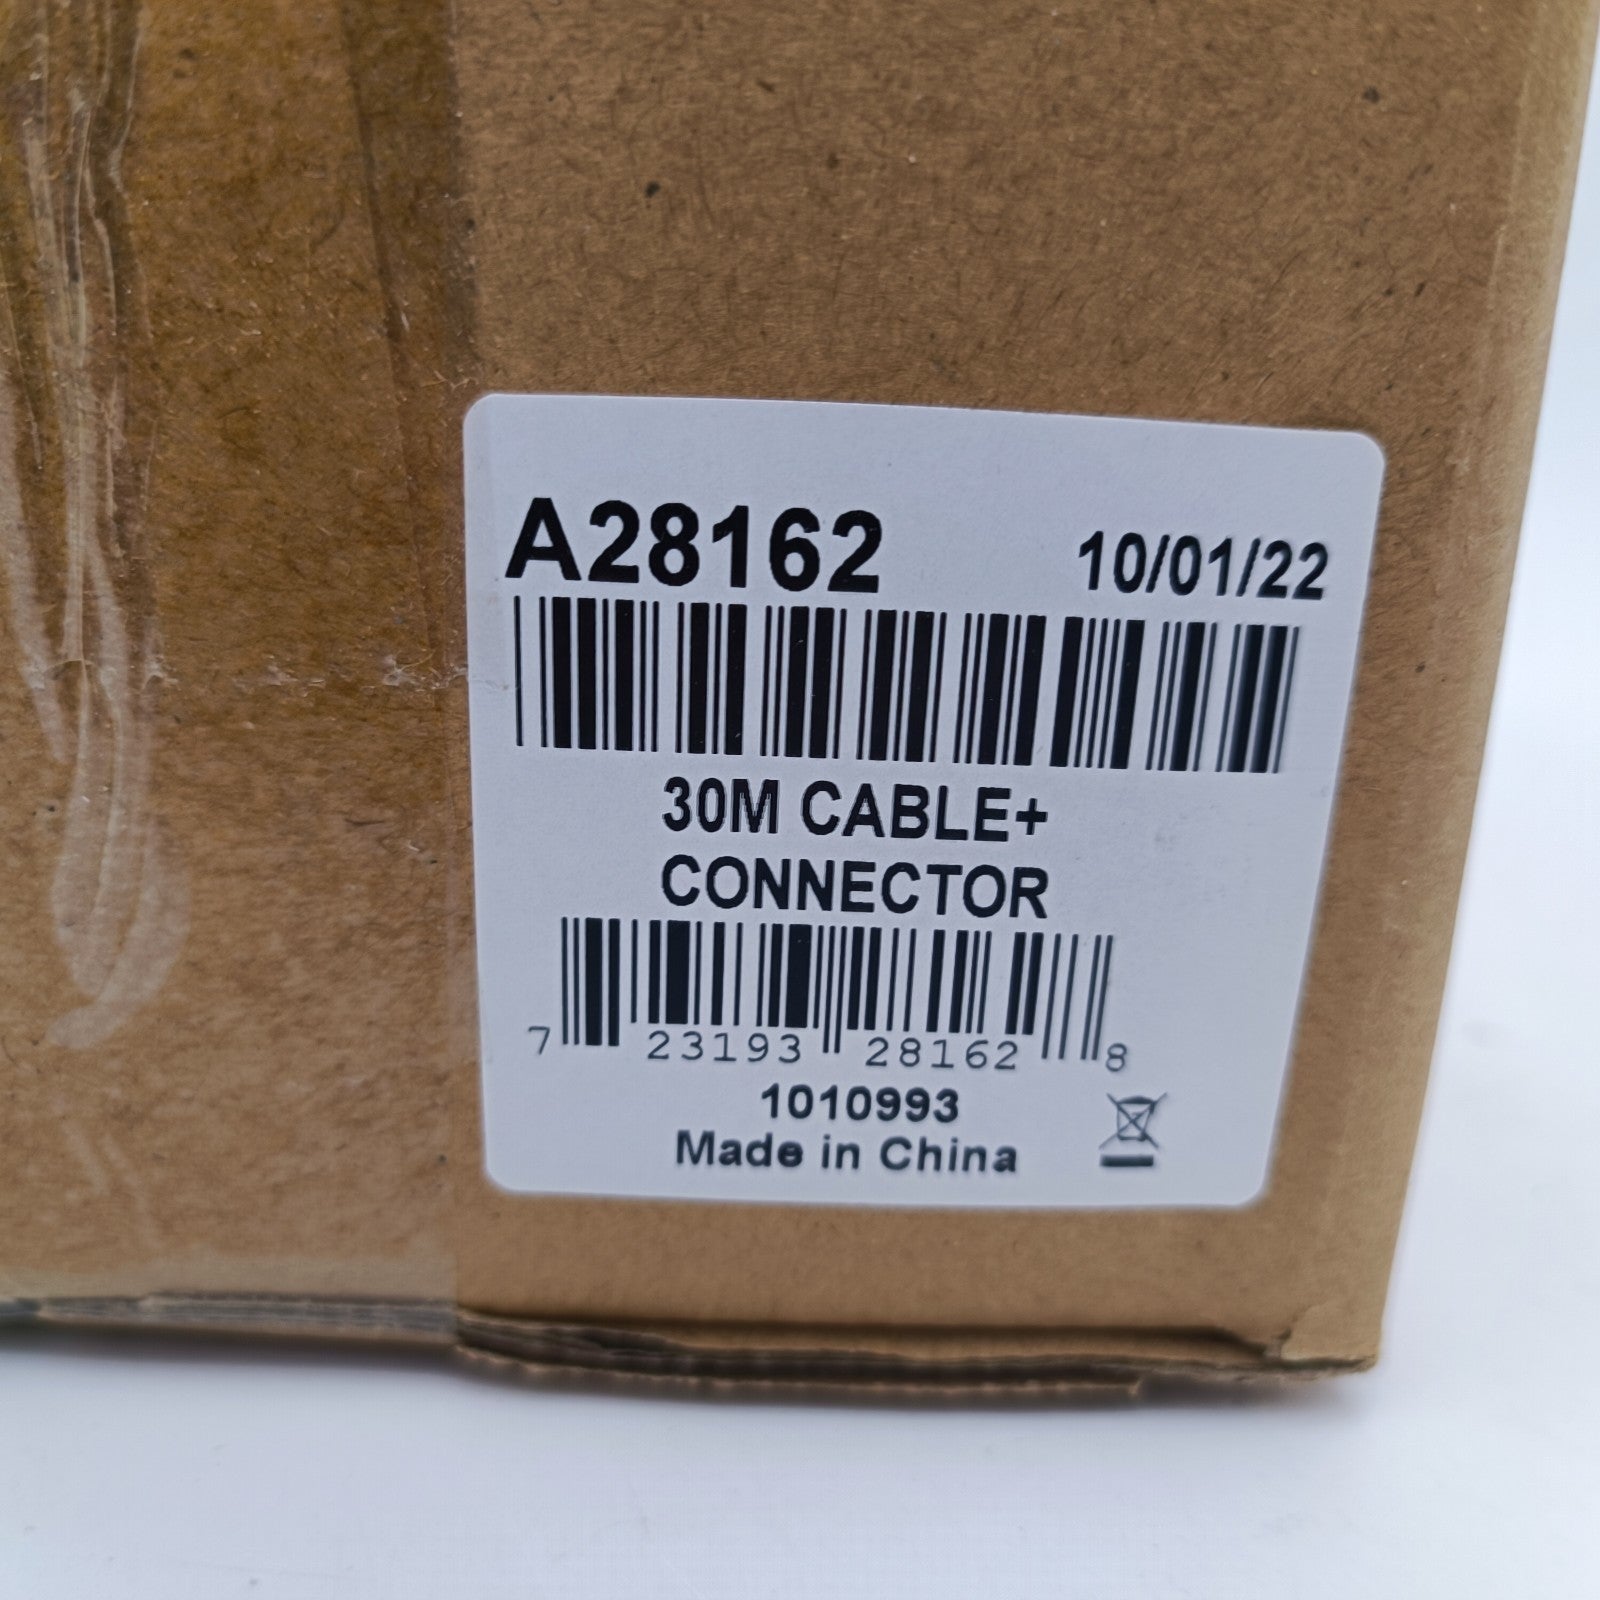 A28162 10/01/22
30M CABLE+
CONNECTOR
7 23193 28162 8
1010993
Made in China